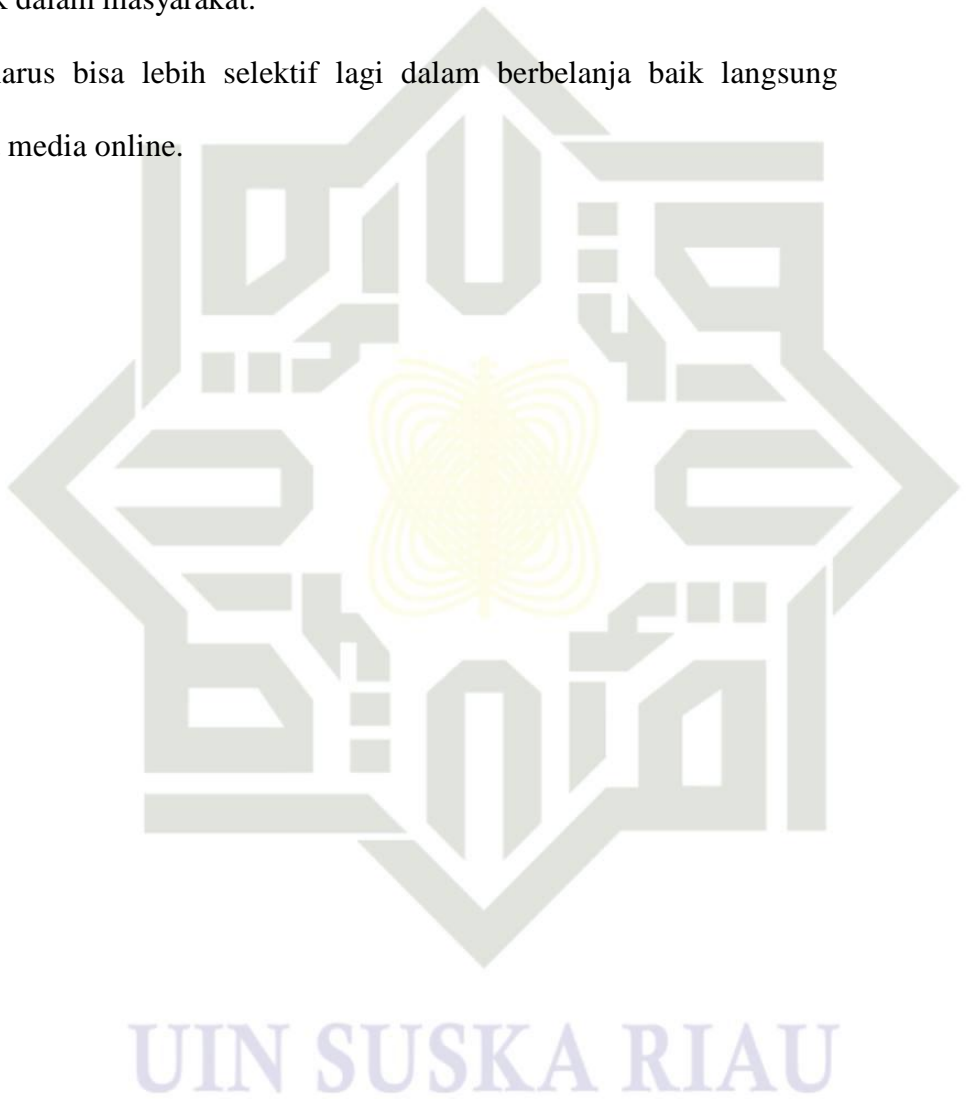 dalam masyarakat.
arus bisa lebih selektif lagi dalam berbelanja baik langsung
media online.
UIN SUSKA RIAU